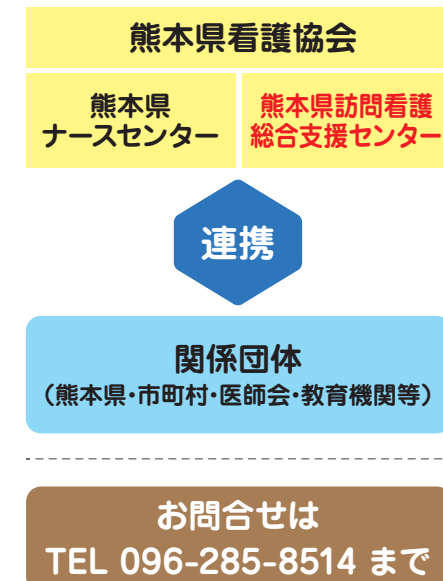 熊本県看護協会
熊本県
ナースセンター
熊本県訪問看護
総合支援センター
連携
関係団体
（熊本県・市町村・医師会・教育機関等）
お問合せは
TEL 096-285-8514 まで